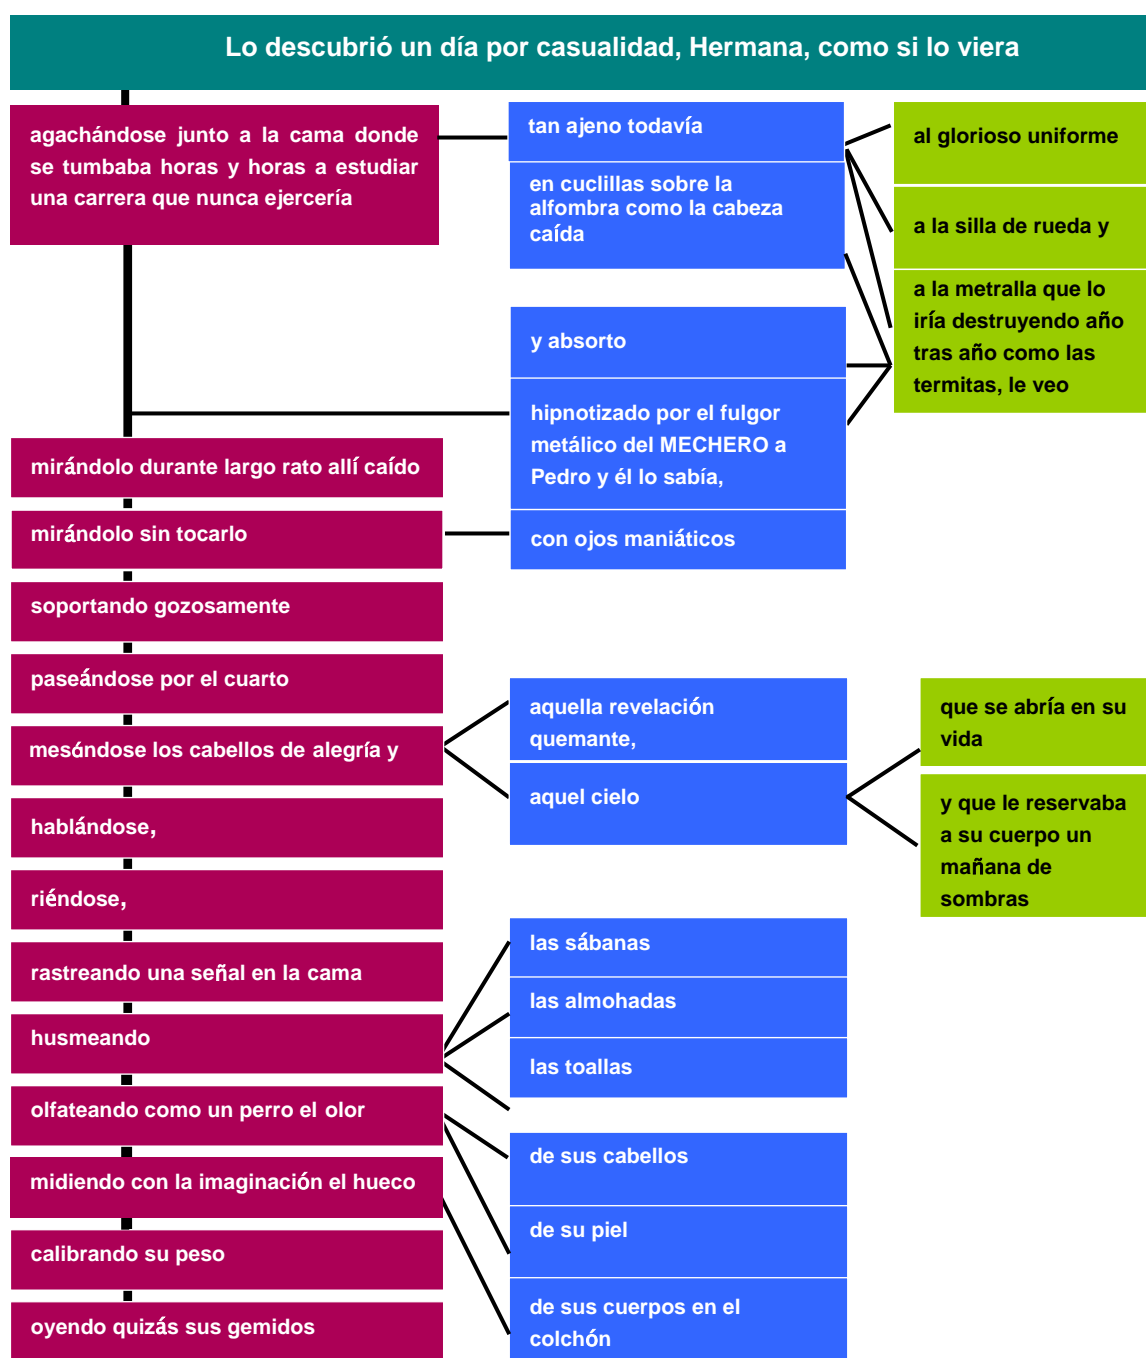 Lo descubrió un día por casualidad, Hermana, como si lo viera
agachándose junto a la cama donde
se tumbaba horas y horas a estudiar
una carrera que nunca ejercería
tan ajeno todavía
en cuclillas sobre la
alfombra como la cabeza
caída
al glorioso uniforme
a la silla de rueda y
a la metralla que lo
iría destruyendo año
tras año como las
termitas, le veo
y absorto
hipnotizado por el fulgor
metálico del MECHERO a
Pedro y él lo sabía,
mirándolo durante largo rato allí caído
mirándolo sin tocarlo
con ojos maniáticos
soportando gozosamente
paseándose por el cuarto
mesándose los cabellos de alegría y
aquella revelación
quemante,
aquel cielo
que se abría en su
vida
y que le reservaba
a su cuerpo un
mañana de
sombras
hablándose,
riéndose,
rastreando una señal en la cama
husmeando
las sábanas
las almohadas
las toallas
olfateando como un perro el olor
de sus cabellos
de su piel
midiendo con la imaginación el hueco
de sus cuerpos en el
colchón
calibrando su peso
oyendo quizás sus gemidos